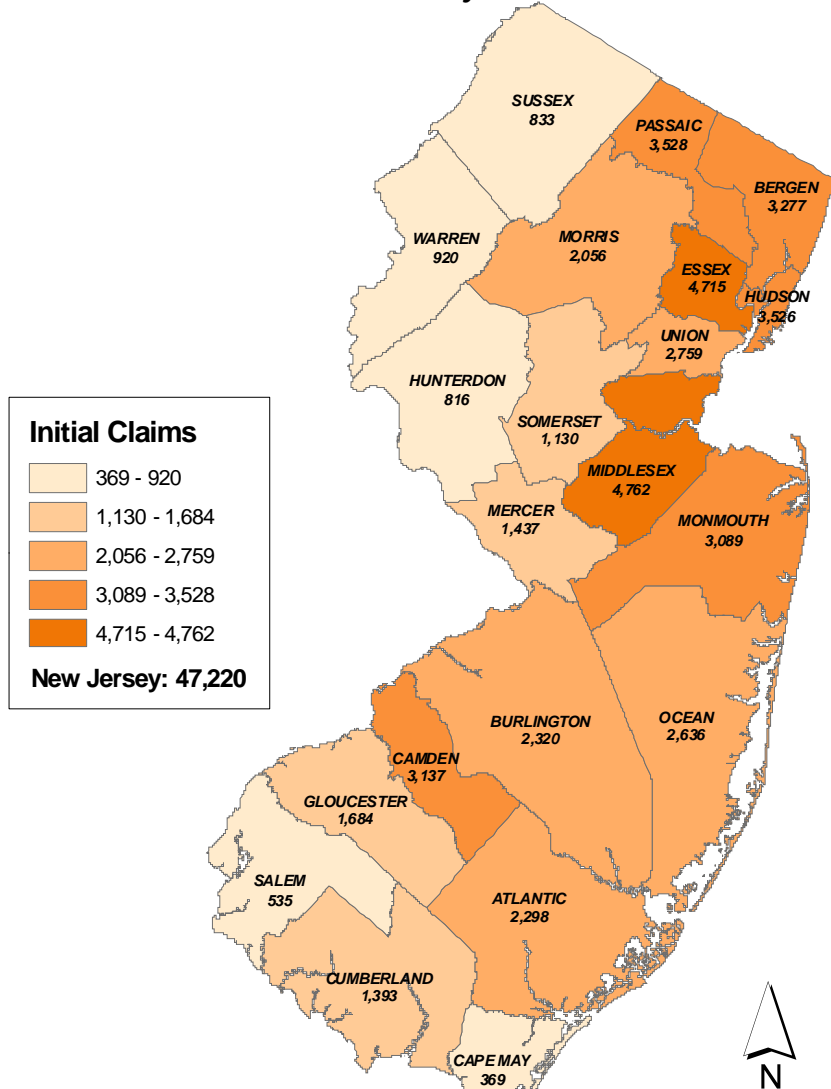 SUSSEX
833
PASSAIC
3,528
BERGEN
3,277
WARREN
920
MORRIS
2,056
ESSEX
4,715
HUDSON
3,526
UNION
2,759
HUNTERDON
816
SOMERSET
1,130
MIDDLESEX
4,762
MERCER
1,437
MONMOUTH
3,089
Initial Claims
369 - 920
1,130 - 1,684
2,056 - 2,759
3,089 - 3,528
4,715 - 4,762
New Jersey: 47,220
BURLINGTON
2,320
OCEAN
2,636
CAMDEN
3,137
GLOUCESTER
1,684
SALEM
535
ATLANTIC
2,298
CUMBERLAND
1,393
CAPE MAY
369
N